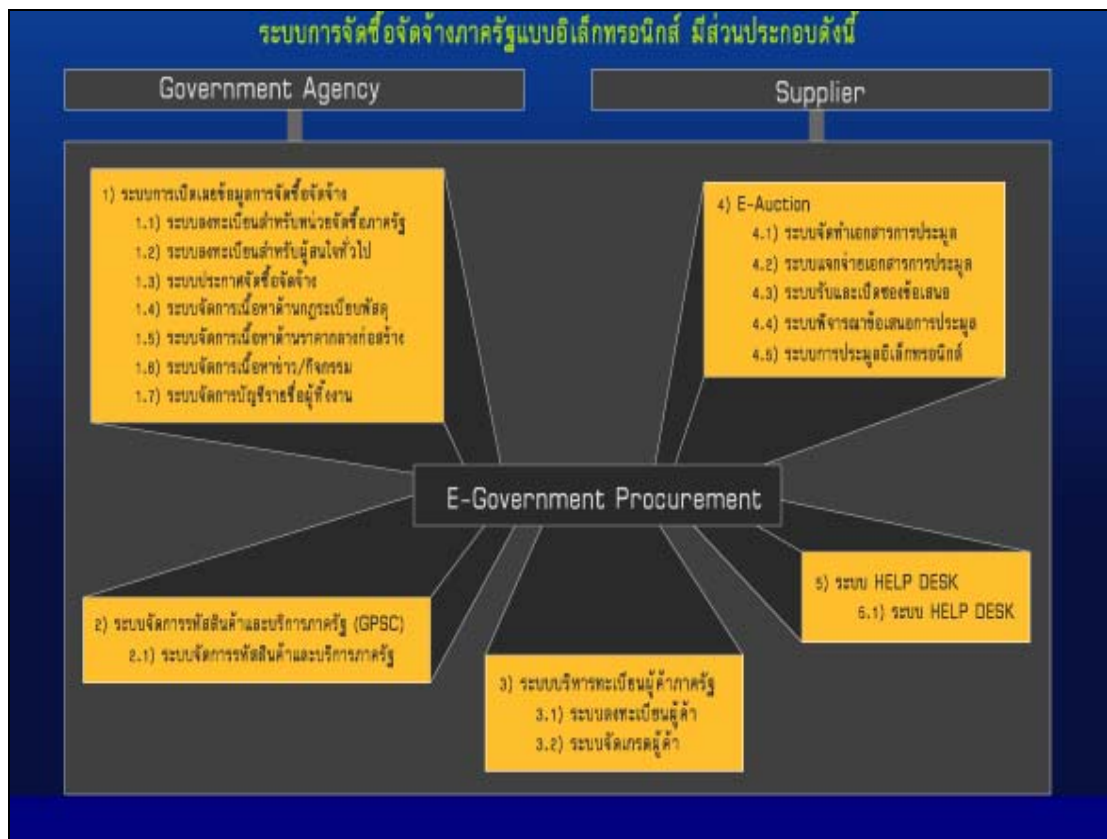 ระบบการจัดซื้อจัดจ้างภาครัฐแบบอิเล็กทรอนิกส์ มีส่วนประกอบดังนี้
Government Agency
Supplier
1) ระบบการเปิดเผยข้อมูลการจัดซื้อจัดจ้าง
1.1) ระบบลงทะเบียนสำหรับหน่วยจัดซื้อภาครัฐ
1.2) ระบบลงทะเบียนสำหรับผู้สนใจทั่วไป
1.3) ระบบประกาศจัดซื้อจัดจ้าง
1.4) ระบบจัดการเนื้อหาด้านกฎระเบียบพัสดุ
1.5) ระบบจัดการเนื้อหาด้านราคากลางก่อสร้าง
1.6) ระบบจัดการเนื้อหาข่าว/กิจกรรม
1.7) ระบบจัดการบัญชีรายชื่อผู้ทิ้งงาน
4) E-Auction
4.1) ระบบจัดทำเอกสารการประมูล
4.2) ระบบแจกจ่ายเอกสารการประมูล
4.3) ระบบรับและเปิดซองข้อเสนอ
4.4) ระบบพิจารณาข้อเสนอการประมูล
4.5) ระบบการประมูลอิเล็กทรอนิกส์
E-Government Procurement
2) ระบบจัดการรหัสสินค้าและบริการภาครัฐ (GPSC)
2.1) ระบบจัดการรหัสสินค้าและบริการภาครัฐ
3) ระบบบริหารทะเบียนผู้ค้าภาครัฐ
3.1) ระบบลงทะเบียนผู้ค้า
3.2) ระบบจัดเกรดผู้ค้า
5) ระบบ HELP DESK
5.1) ระบบ HELP DESK